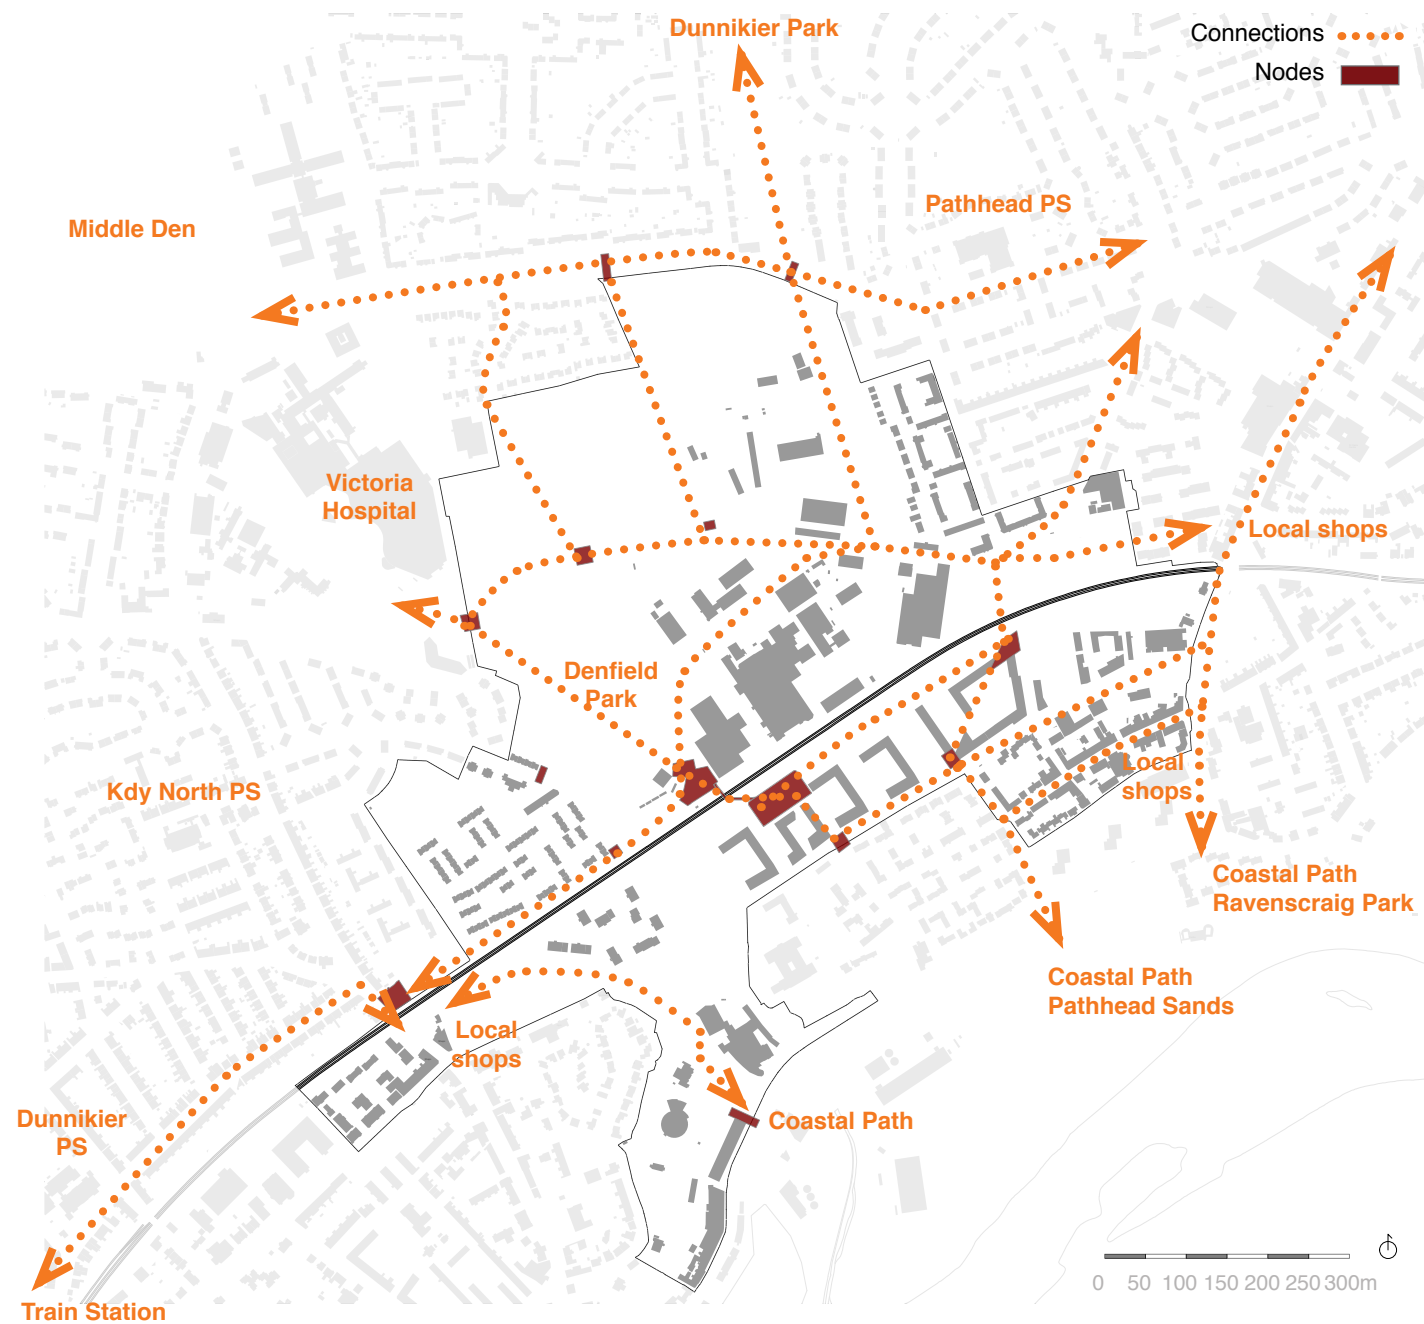 Dunnikier Park
Connections
Nodes
Pathhead PS
Middle Den
Victoria
Hospital
Local shops
Denfield
Park
Kdy North PS
Local
shops
Coastal Path
Ravenscraig Park
Coastal Path
Pathhead Sands
Local
shops
Dunnikier
PS
Coastal Path
0 50 100 150 200 250 300m
Train Station